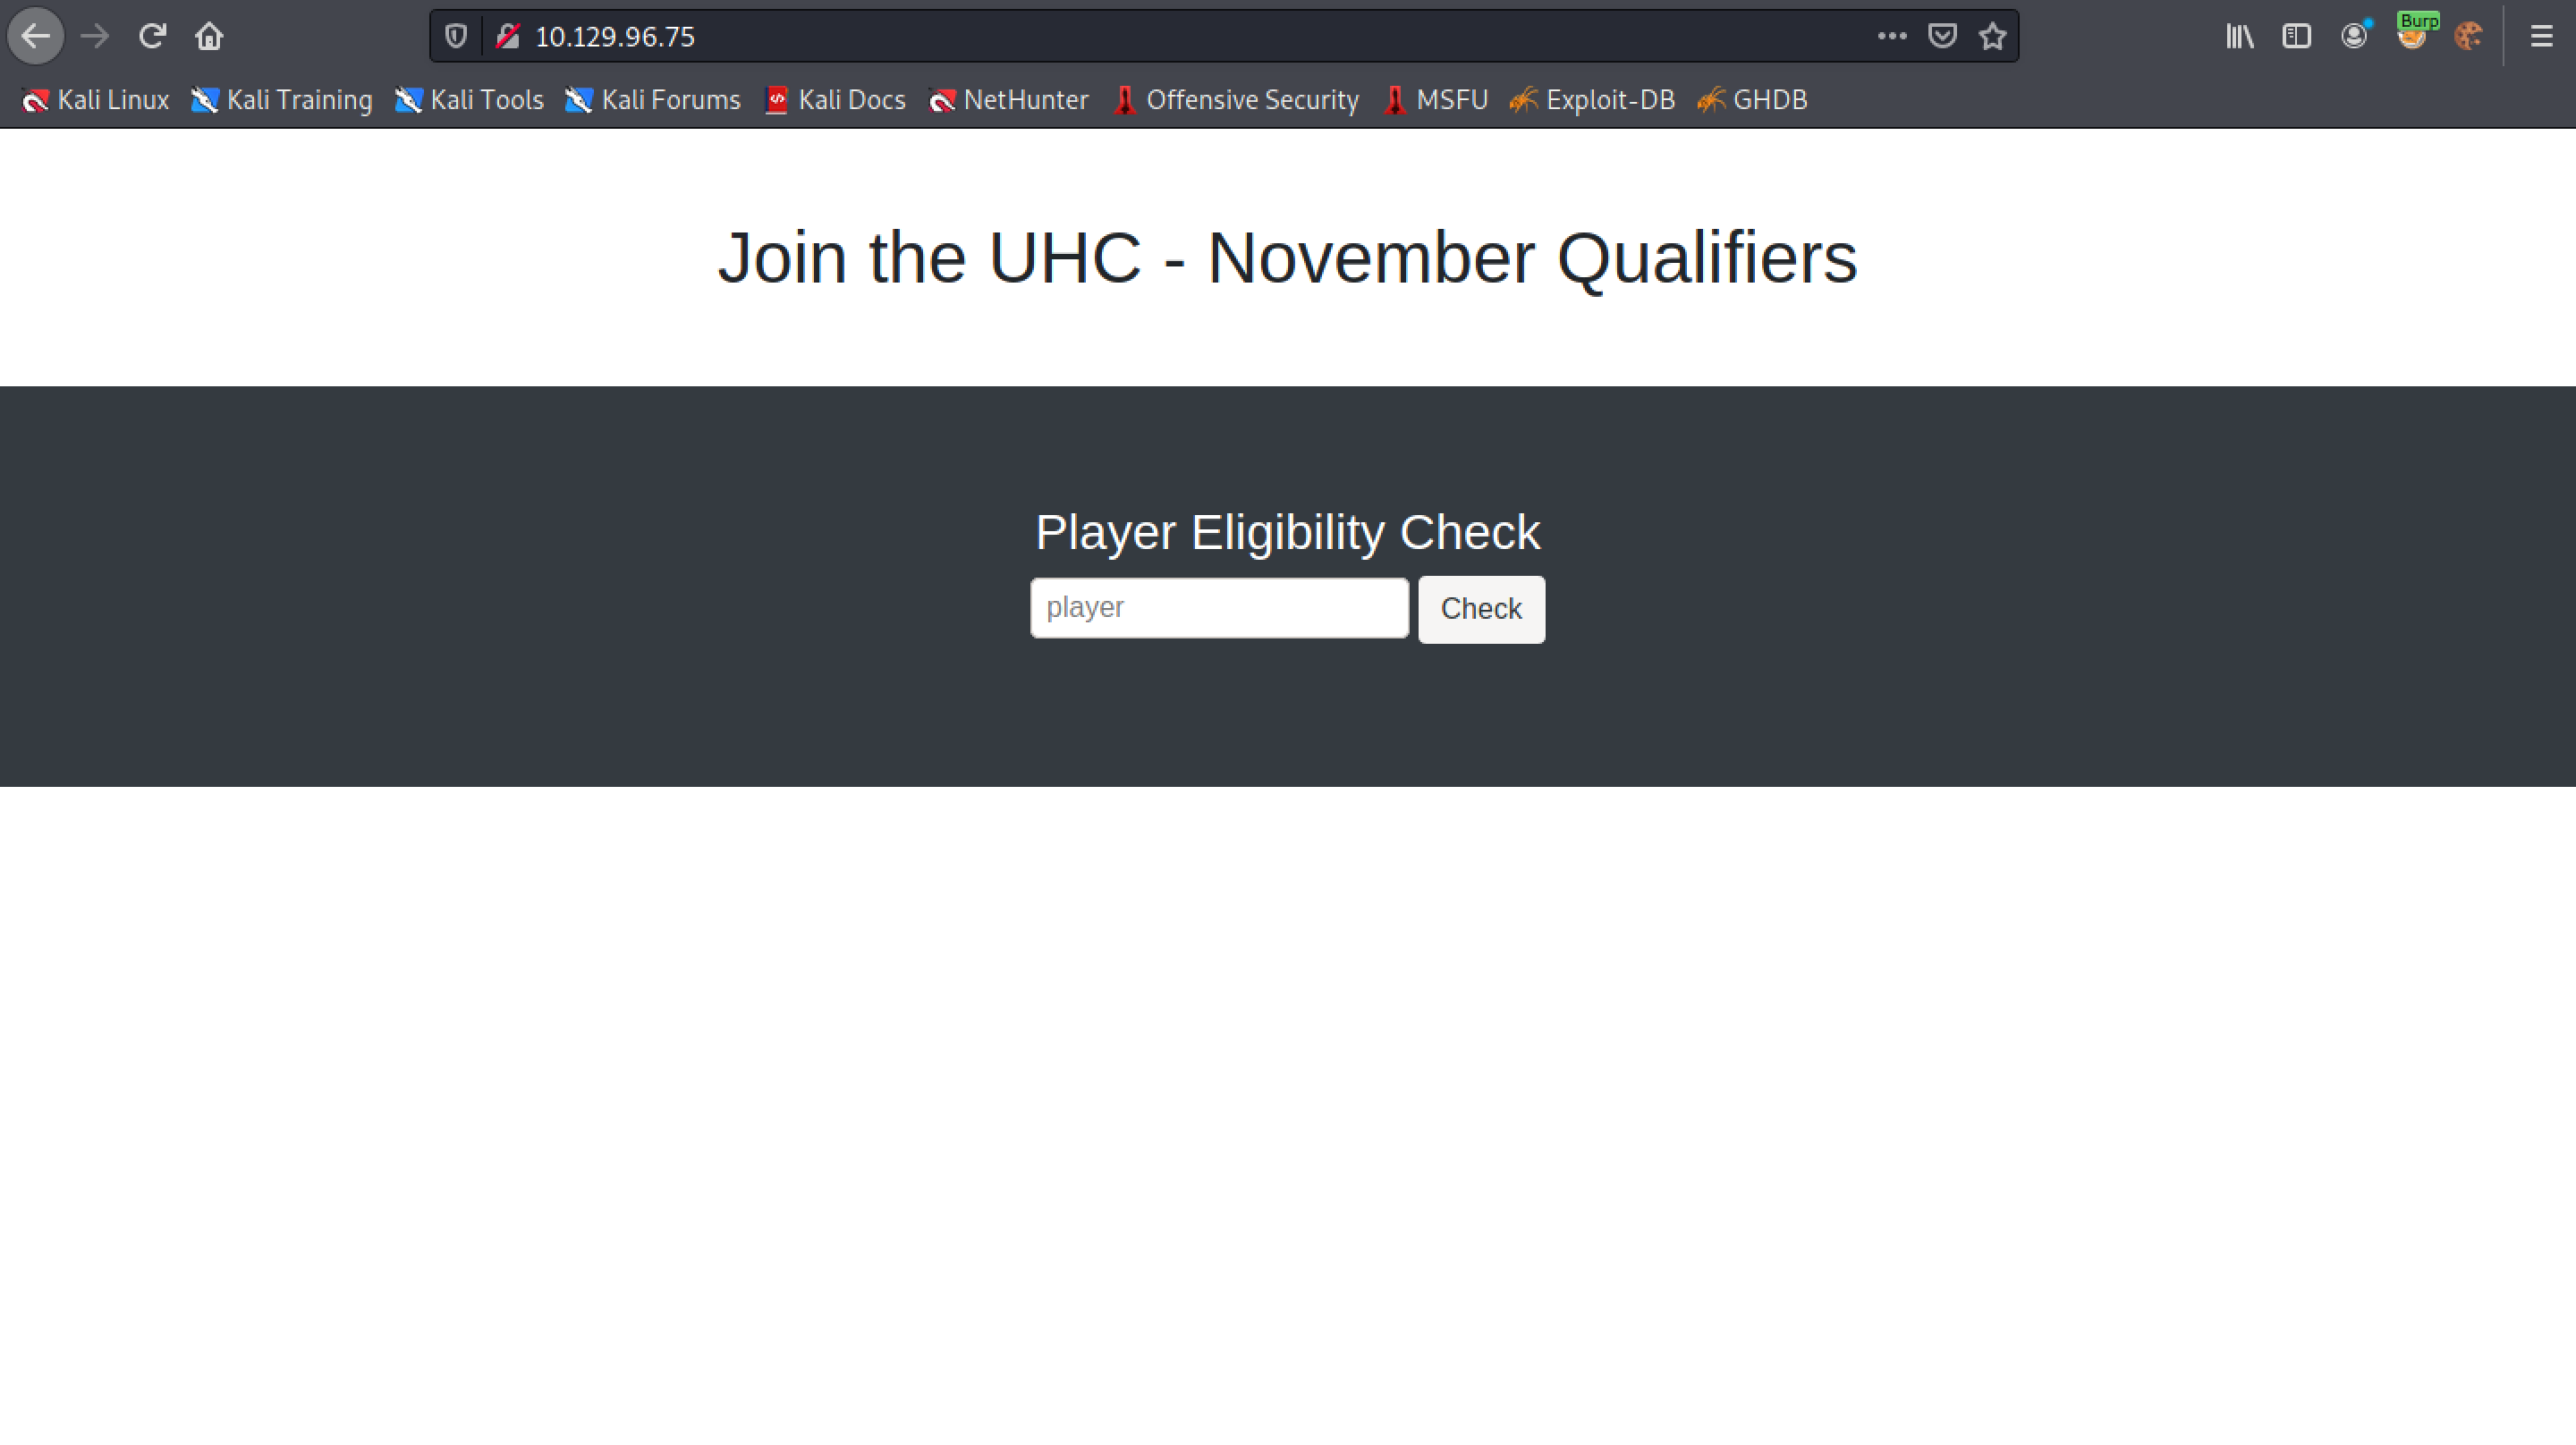 10.129.96.75
Burp
Kali Linux Kali Training Kali Tools Kali Forums Kali Docs NetHunter Offensive Security MSFU Exploit-DB GHDB
Join the UHC - November Qualifiers
Player Eligibility Check
player Check